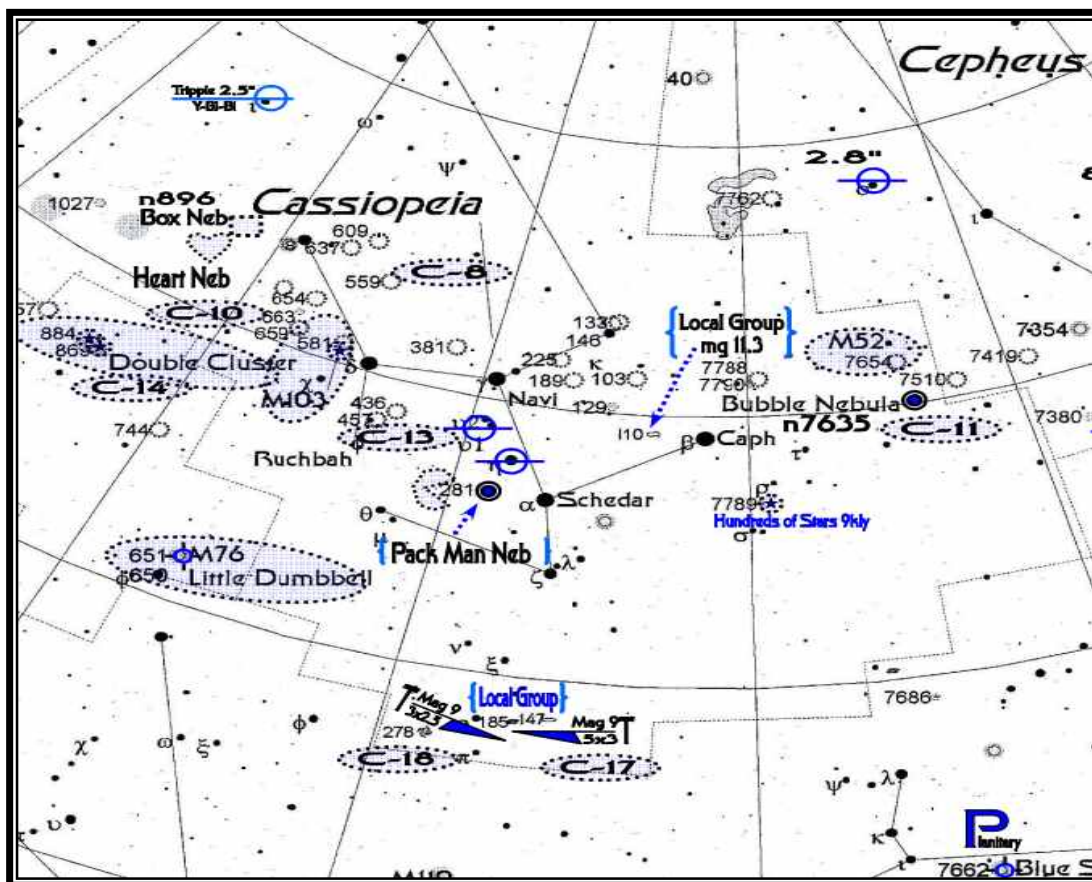 Cepheus
40
Tripple 2.5"
Y-Bl-Bl
ι
ω
ψ
2.8"
ο
n896
1027
Box Neb
Cassiopeia
7762
ι
609
637
Heart Neb
559
C-8
654
C-10
663
659
884
869
Double Cluster
581
δ
381
133
146
κ
225
189
103
γ
Navi
129
{Local Group}
mg 11.3
M52
7654
7354
7788
7790
7419
7510
C-14
χ
M103
436
457
Bubble Nebula
n7635
7380
744
C-13
υ2
υ1
η
I10
β
Caph
C-11
τ
Ruchbah
φ
281
α
Schedar
ρ
7789
Hundreds of Stars 9kly
σ
θ
μ
{Pack Man Neb}
651
M76
650
Little Dumbbell
φ
ζ
λ
ν
ξ
{Local Group}
T Mag 9
3x2.5
185
147
Mag 9 T
5x3
278
7686
φ
χ
ω
ξ
C-18
π
C-17
ψ
λ
υ
κ
Planitary
ι
M110
7662
Blue S